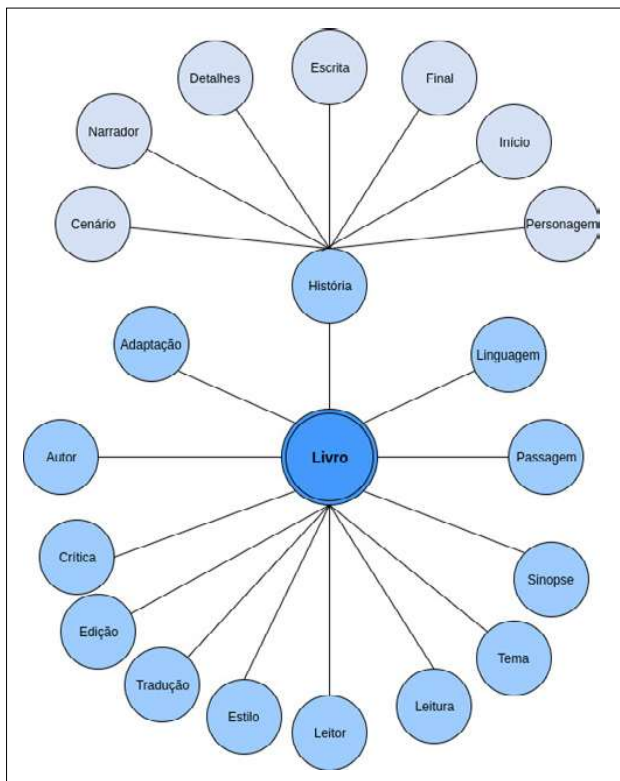 Escrita
Detalhes
Final
Narrador
Início
Cenário
Personagem
História
Adaptação
Linguagem
Autor
Livro
Passagem
Crítica
Sinopse
Edição
Tema
Tradução
Estilo
Leitor
Leitura